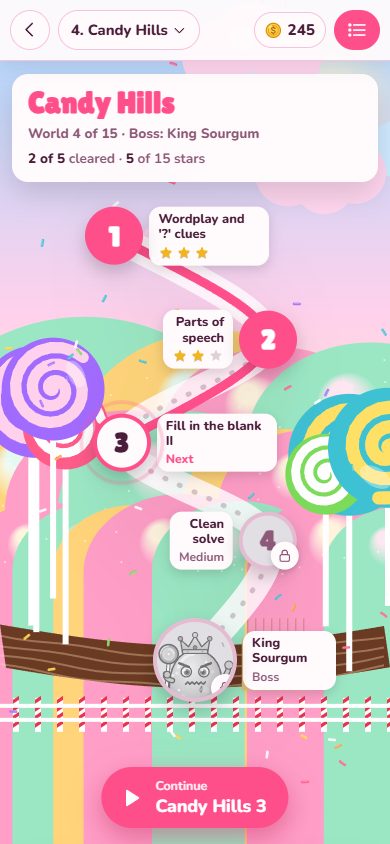 4. Candy Hills
245
Candy Hills
World 4 of 15 · Boss: King Sourgum
2 of 5 cleared · 5 of 15 stars
1
Wordplay and
'?' clues
Parts of
speech
2
3
Fill in the blank
II
Next
Clean
solve
Medium
4
King
Sourgum
Boss
Continue
Candy Hills 3